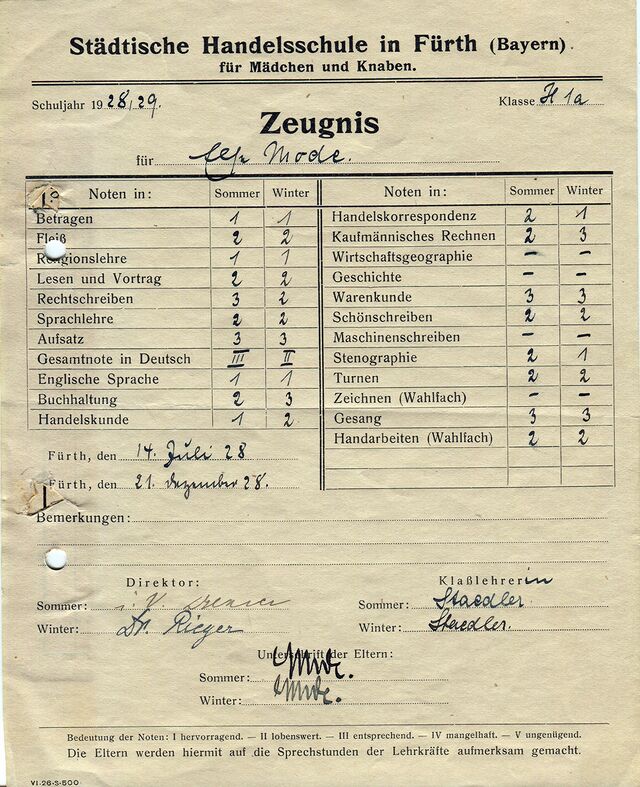 Städtische Handelsschule in Fürth (Bayern).
für Mädchen und Knaben.
Schuljahr 1928/29. Klasse H 1a
Zeugnis
für Mode.
Noten in: Sommer Winter
Betragen 1 1
Fleiß 2 2
Religionslehre 1 1
Lesen und Vortrag 2 2
Rechtschreiben 3 2
Sprachlehre 2 2
Aufsatz 3 3
Gesamtnote in Deutsch III II
Englische Sprache 1 1
Buchhaltung 2 3
Handelskunde 1 2
Noten in: Sommer Winter
Handelskorrespondenz 2 1
Kaufmännisches Rechnen 2 3
Wirtschaftsgeographie – –
Geschichte – –
Warenkunde 3 3
Schönschreiben 2 2
Maschinenschreiben – –
Stenographie 2 1
Turnen 2 2
Zeichnen (Wahlfach) – –
Gesang 3 3
Handarbeiten (Wahlfach) 2 2
Fürth, den 14. Juli 28
Fürth, den 21. Dezember 28.
Bemerkungen:
Direktor: Klaßlehrerin
Sommer: i. V. Sommer: Staedler
Winter: Dr. Rieger Winter: Staedler.
Unterschrift der Eltern:
Sommer: Mode.
Winter: Mode.
Bedeutung der Noten: I hervorragend. — II lobenswert. — III entsprechend. — IV mangelhaft. — V ungenügend.
Die Eltern werden hiermit auf die Sprechstunden der Lehrkräfte aufmerksam gemacht.
VI-26-S-500